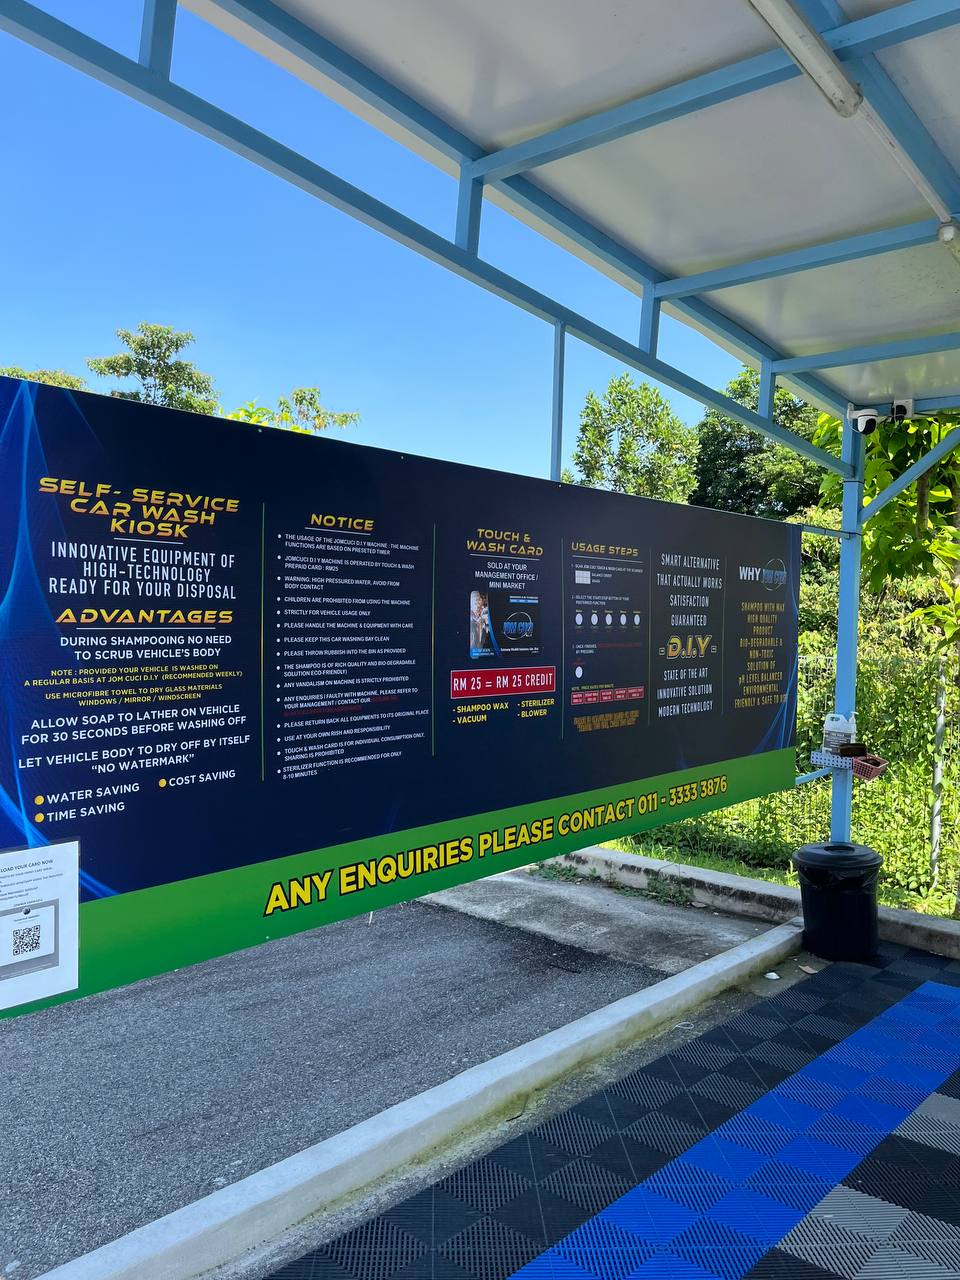 SELF- SERVICE
CAR WASH
KIOSK
INNOVATIVE EQUIPMENT OF
HIGH-TECHNOLOGY
READY FOR YOUR DISPOSAL
ADVANTAGES
DURING SHAMPOOING NO NEED
TO SCRUB VEHICLE'S BODY
NOTE : PROVIDED YOUR VEHICLE IS WASHED ON
A REGULAR BASIS AT JOM CUCI D.I.Y (RECOMMENDED WEEKLY)
USE MICROFIBRE TOWEL TO DRY GLASS MATERIALS
WINDOWS / MIRROR / WINDSCREEN
ALLOW SOAP TO LATHER ON VEHICLE
FOR 30 SECONDS BEFORE WASHING OFF
LET VEHICLE BODY TO DRY OFF BY ITSELF
"NO WATERMARK"
WATER SAVING
COST SAVING
TIME SAVING
NOTICE
THE USAGE OF THE JOMCUCI D.I.Y MACHINE : THE MACHINE
FUNCTIONS ARE BASED ON PRESETED TIMER
JOMCUCI D.I.Y MACHINE IS OPERATED BY TOUCH & WASH
PREPAID CARD : RM25
WARNING: HIGH PRESSURED WATER, AVOID FROM
BODY CONTACT
CHILDREN ARE PROHIBITED FROM USING THE MACHINE
STRICTLY FOR VEHICLE USAGE ONLY
PLEASE HANDLE THE MACHINE & EQUIPMENT WITH CARE
PLEASE KEEP THIS CAR WASHING BAY CLEAN
PLEASE THROW RUBBISH INTO THE BIN AS PROVIDED
THE SHAMPOO IS OF RICH QUALITY AND BIO-DEGRADABLE
SOLUTION ECO-FRIENDLY)
ANY VANDALISM ON MACHINE IS STRICTLY PROHIBITED
ANY ENQUIRIES / FAULTY WITH MACHINE, PLEASE REFER TO
YOUR MANAGEMENT / CONTACT OUR
PLEASE RETURN BACK ALL EQUIPMENTS TO ITS ORIGINAL PLACE
USE AT YOUR OWN RISK AND RESPONSIBILITY
TOUCH & WASH CARD IS FOR INDIVIDUAL CONSUMPTION ONLY.
SHARING IS PROHIBITED
STERILIZER FUNCTION IS RECOMMENDED FOR ONLY
8-10 MINUTES
TOUCH &
WASH CARD
SOLD AT YOUR
MANAGEMENT OFFICE /
MINI MARKET
JOM CUCI
RM 25 = RM 25 CREDIT
- SHAMPOO WAX
- STERILIZER
- VACUUM
- BLOWER
USAGE STEPS
SMART ALTERNATIVE
THAT ACTUALLY WORKS
SATISFACTION
GUARANTEED
D.I.Y
STATE OF THE ART
INNOVATIVE SOLUTION
MODERN TECHNOLOGY
WHY JOM CUCI
SHAMPOO WITH WAX
HIGH QUALITY
PRODUCT
BIO-DEGRADABLE &
NON-TOXIC
SOLUTION OF
pH LEVEL BALANCED
ENVIRONMENTAL
FRIENDLY & SAFE TO
ANY ENQUIRIES PLEASE CONTACT 011 - 3333 3876
LOAD YOUR CARD NOW